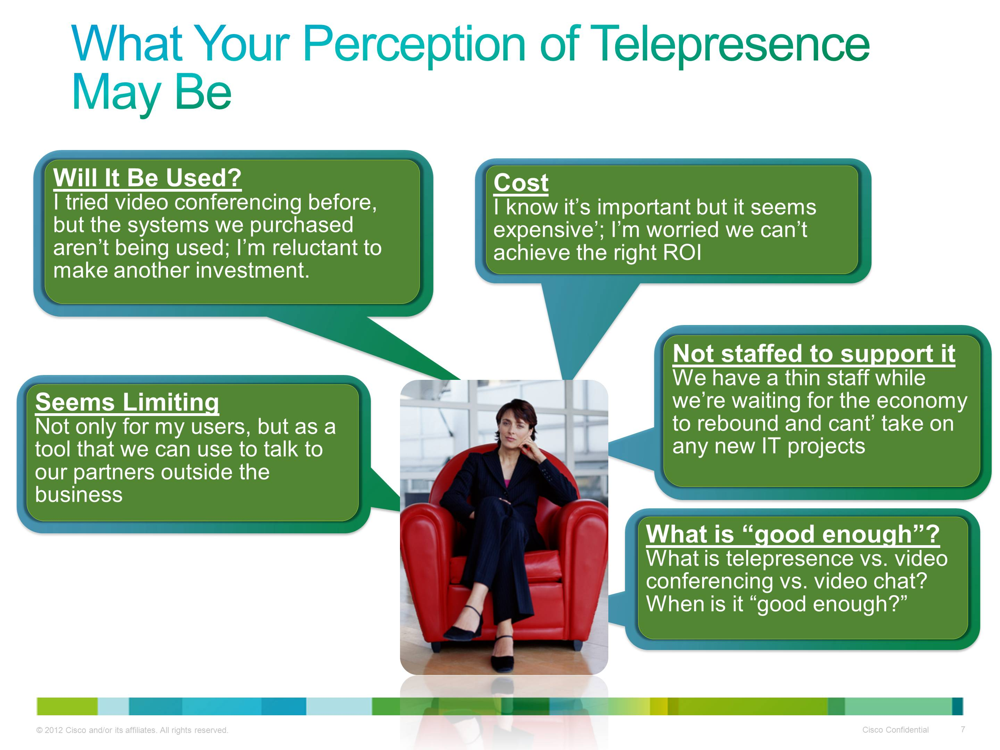 What Your Perception of Telepresence
May Be
Will It Be Used?
I tried video conferencing before,
but the systems we purchased
aren’t being used; I’m reluctant to
make another investment.
Cost
I know it’s important but it seems
expensive’; I’m worried we can’t
achieve the right ROI
Not staffed to support it
We have a thin staff while
we’re waiting for the economy
to rebound and cant’ take on
any new IT projects
Seems Limiting
Not only for my users, but as a
tool that we can use to talk to
our partners outside the
business
What is “good enough”?
What is telepresence vs. video
conferencing vs. video chat?
When is it “good enough?”
© 2012 Cisco and/or its affiliates. All rights reserved.
Cisco Confidential
7